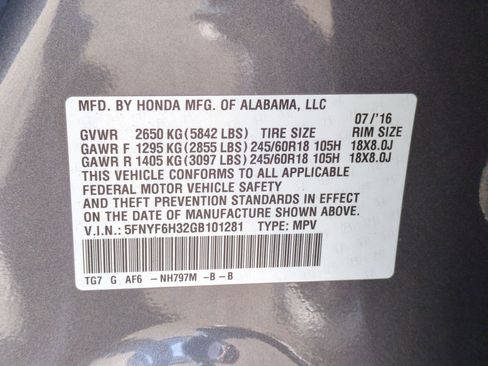 MFD. BY HONDA MFG. OF ALABAMA, LLC 07/'16
GVWR 2650 KG (5842 LBS) TIRE SIZE RIM SIZE
GAWR F 1295 KG (2855 LBS) 245/60R18 105H 18X8.0J
GAWR R 1405 KG (3097 LBS) 245/60R18 105H 18X8.0J
THIS VEHICLE CONFORMS TO ALL APPLICABLE
FEDERAL MOTOR VEHICLE SAFETY
AND THEFT PREVENTION STANDARDS IN EFFECT ON
THE DATE OF MANUFACTURE SHOWN ABOVE.
V.I.N.: 5FNYF6H32GB101281 TYPE: MPV
TG7 G AF6 – NH797M –B – B